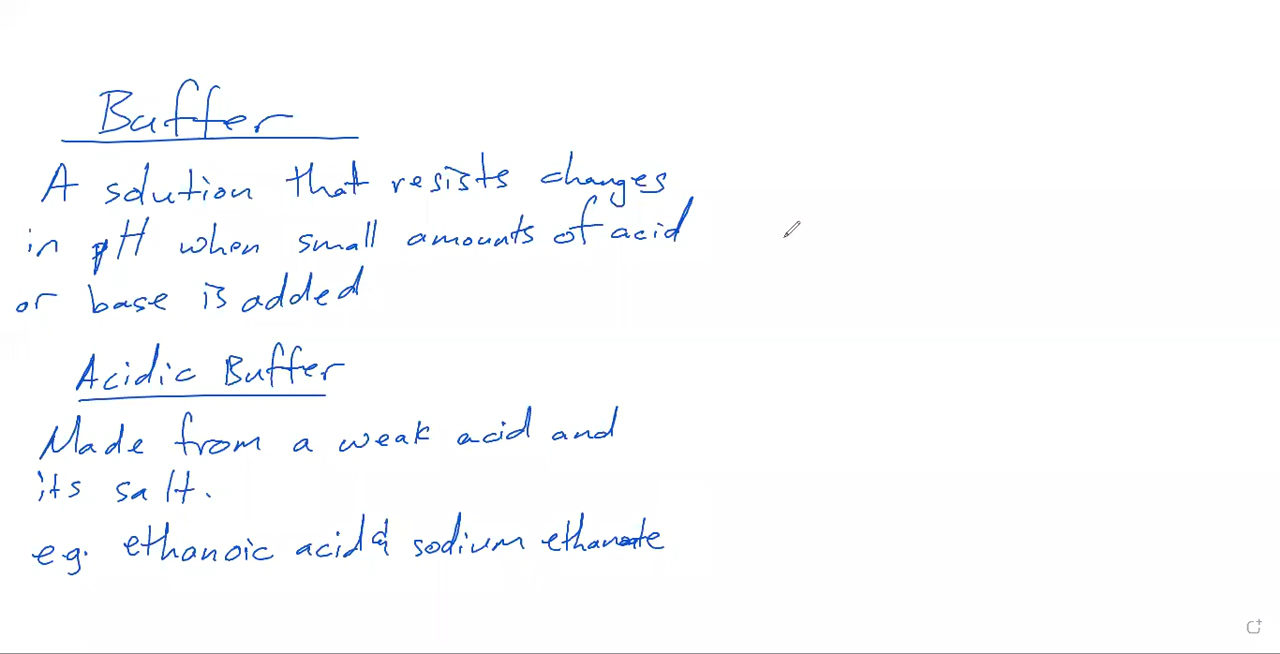 Buffer
A solution that resists changes
in pH when small amounts of acid
or base is added
Acidic Buffer
Made from a weak acid and
its salt.
e.g. ethanoic acid & sodium ethanoate